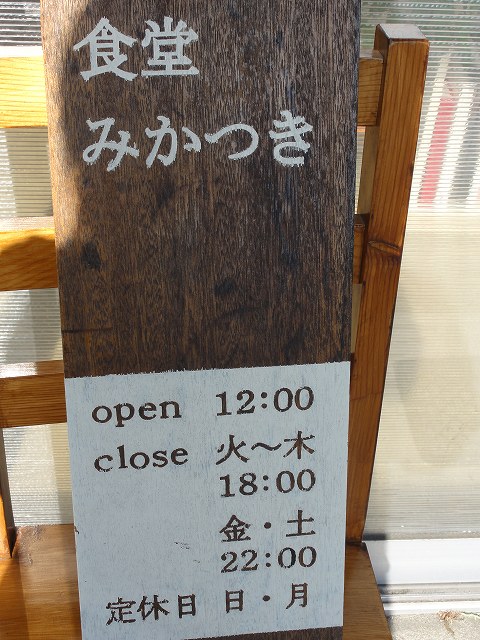 食堂
みかつき
open 12:00
close 火～木
18:00
金・土
22:00
定休日 日・月